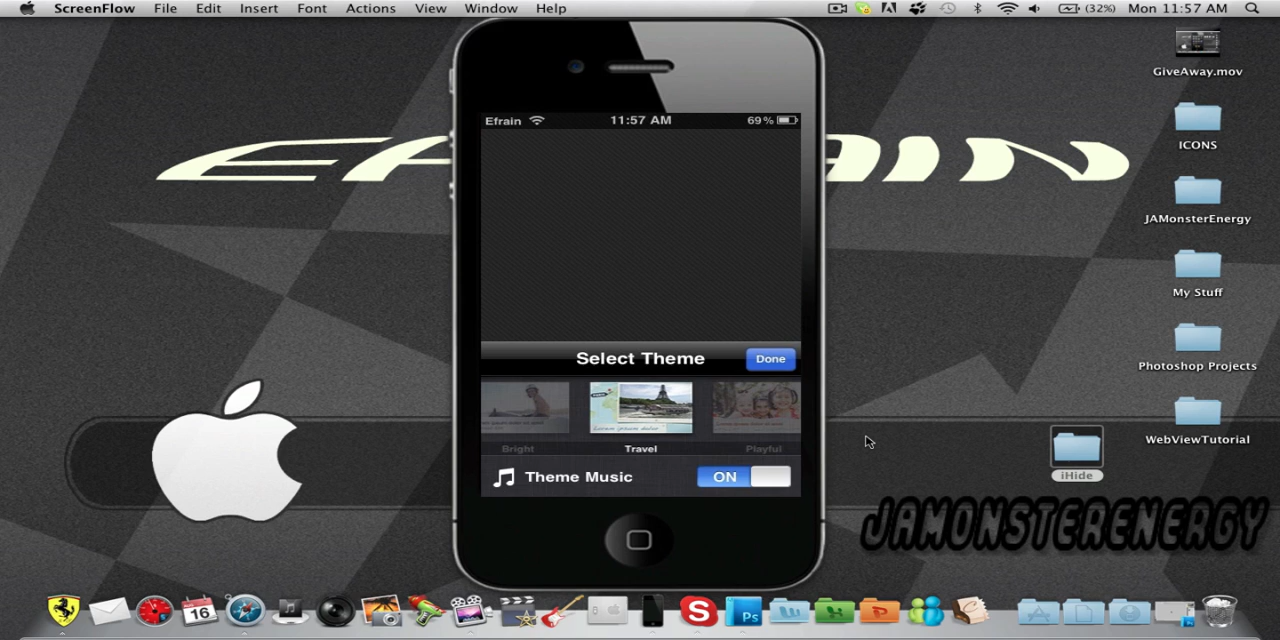 ScreenFlow File Edit Insert Font Actions View Window Help (32%) Mon 11:57 AM
GiveAway.mov
ICONS
JAMonsterEnergy
My Stuff
Photoshop Projects
WebViewTutorial
iHide
JAMONSTERENERGY
Efrain 11:57 AM 69%
Select Theme Done
Bright Travel Playful
Theme Music ON
16
S Ps